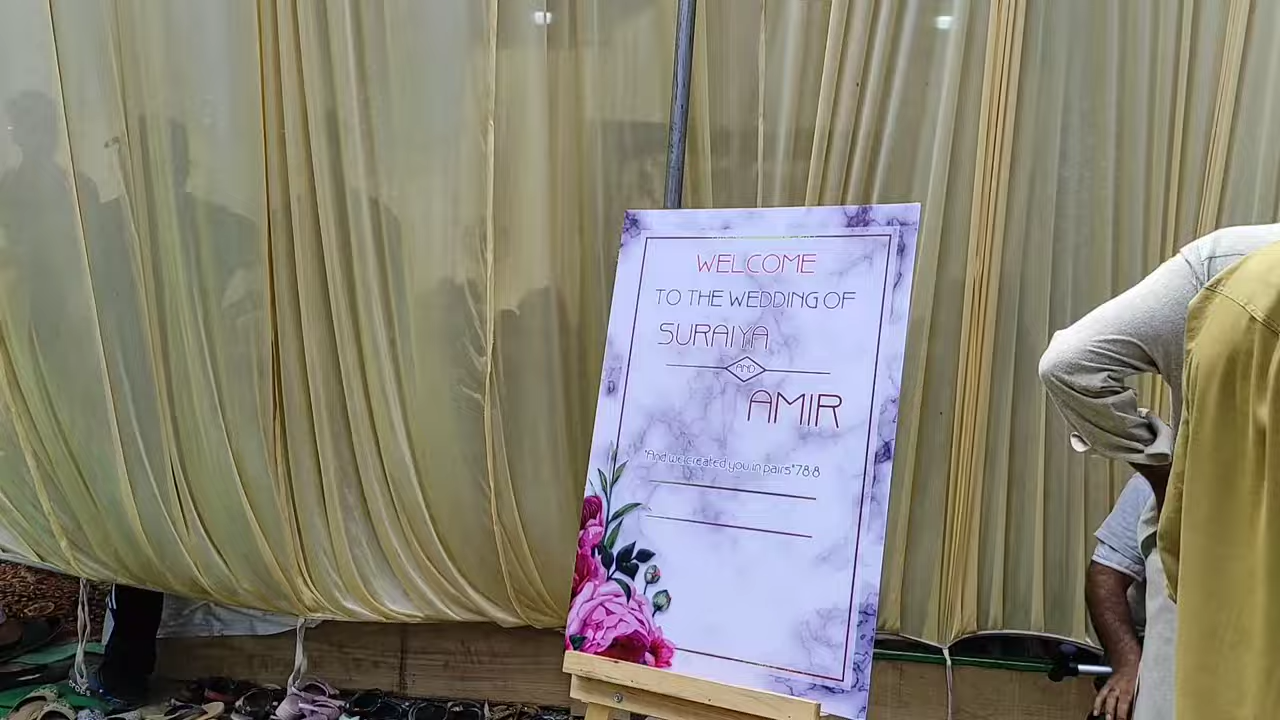 WELCOME
TO THE WEDDING OF
SURAIYA
AND
AMIR
"And we created you in pairs"78:8